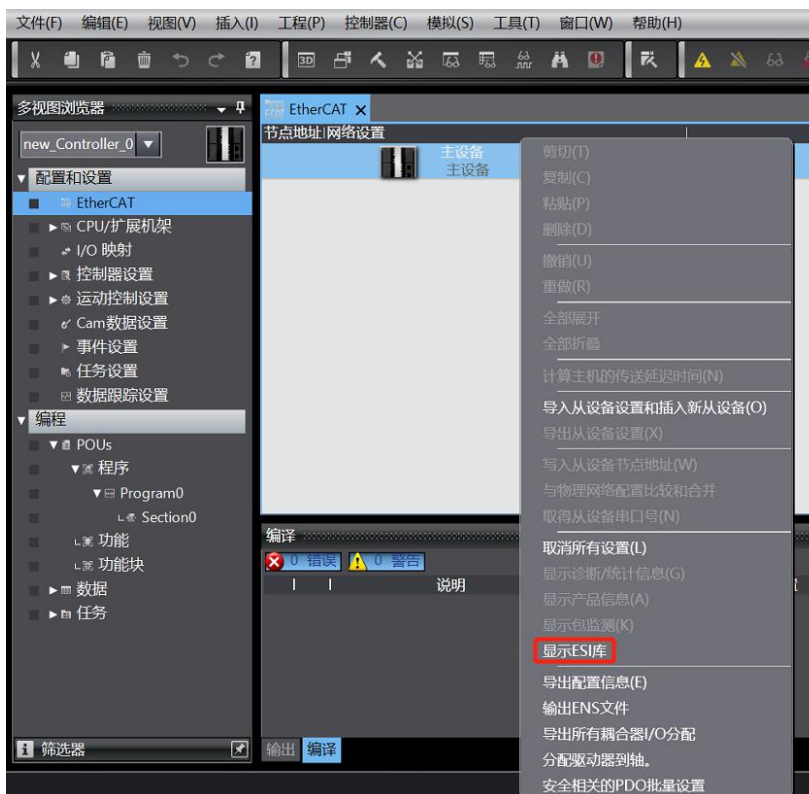 文件(F) 编辑(E) 视图(V) 插入(I) 工程(P) 控制器(C) 模拟(S) 工具(T) 窗口(W) 帮助(H)
3D
多视图浏览器
new_Controller_0
配置和设置
EtherCAT
CPU/扩展机架
I/O 映射
控制器设置
运动控制设置
Cam数据设置
事件设置
任务设置
数据跟踪设置
编程
POUs
程序
Program0
Section0
功能
功能块
数据
任务
筛选器
EtherCAT
节点地址|网络设置
主设备
主设备
剪切(T)
复制(C)
粘贴(P)
删除(D)
撤销(U)
重做(R)
全部展开
全部折叠
计算主机的传送延迟时间(N)
导入从设备设置和插入新从设备(O)
导出从设备设置(X)
写入从设备节点地址(W)
与物理网络配置比较和合并
取得从设备串口号(N)
取消所有设置(L)
显示诊断/统计信息(G)
显示产品信息(A)
显示包监测(K)
显示ESI库
导出配置信息(E)
输出ENS文件
导出所有耦合器I/O分配
分配驱动器到轴。
安全相关的PDO批量设置
编译
0 错误 0 警告
说明
输出 编译